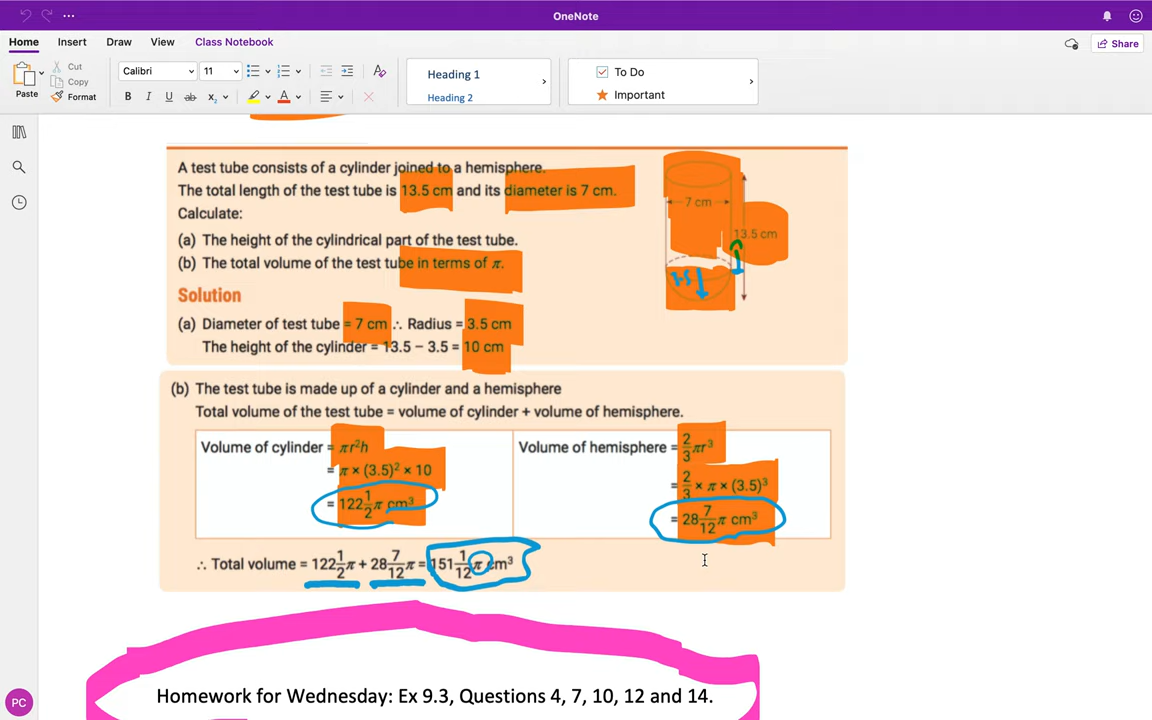 OneNote
Home Insert Draw View Class Notebook
Share
Paste
Cut
Copy
Format
Calibri 11
B I U ab x₂ A
Heading 1
Heading 2
To Do
Important
A test tube consists of a cylinder joined to a hemisphere.
The total length of the test tube is 13.5 cm and its diameter is 7 cm.
Calculate:
(a) The height of the cylindrical part of the test tube.
(b) The total volume of the test tube in terms of π.
7 cm
13.5 cm
3.5
Solution
(a) Diameter of test tube = 7 cm ∴ Radius = 3.5 cm
The height of the cylinder = 13.5 − 3.5 = 10 cm
(b) The test tube is made up of a cylinder and a hemisphere
Total volume of the test tube = volume of cylinder + volume of hemisphere.
Volume of cylinder = πr²h
= π × (3.5)² × 10
= 122 1/2 π cm³
Volume of hemisphere = 2/3 πr³
= 2/3 × π × (3.5)³
= 28 7/12 π cm³
∴ Total volume = 122 1/2 π + 28 7/12 π = 151 1/12 π cm³
Homework for Wednesday: Ex 9.3, Questions 4, 7, 10, 12 and 14.
PC